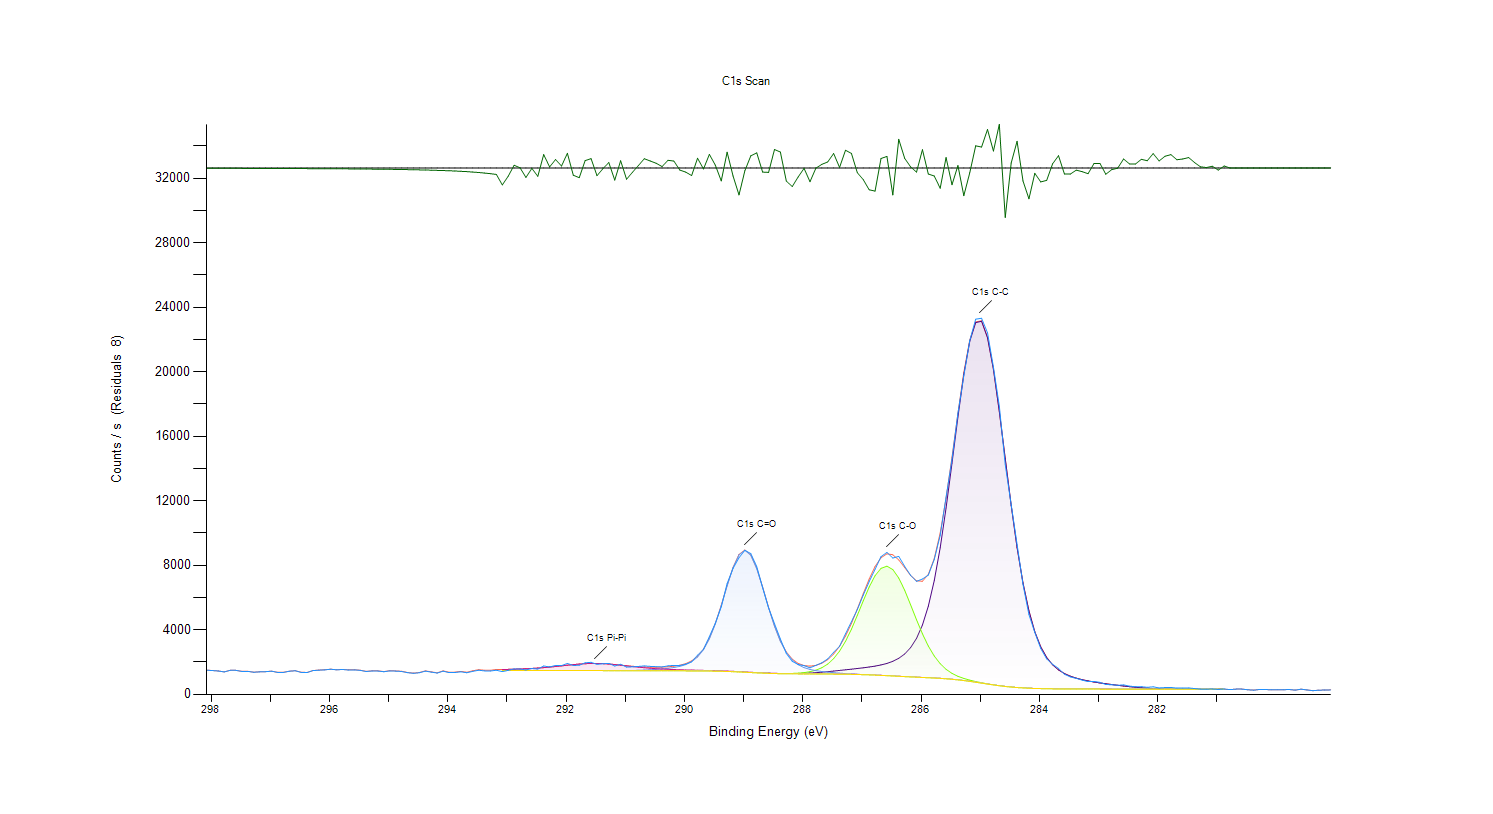 C1s Scan
32000
28000
24000
20000
16000
12000
8000
4000
0
Counts / s (Residuals 8)
C1s C-C
C1s C=O
C1s C-O
C1s Pi-Pi
298 296 294 292 290 288 286 284 282
Binding Energy (eV)